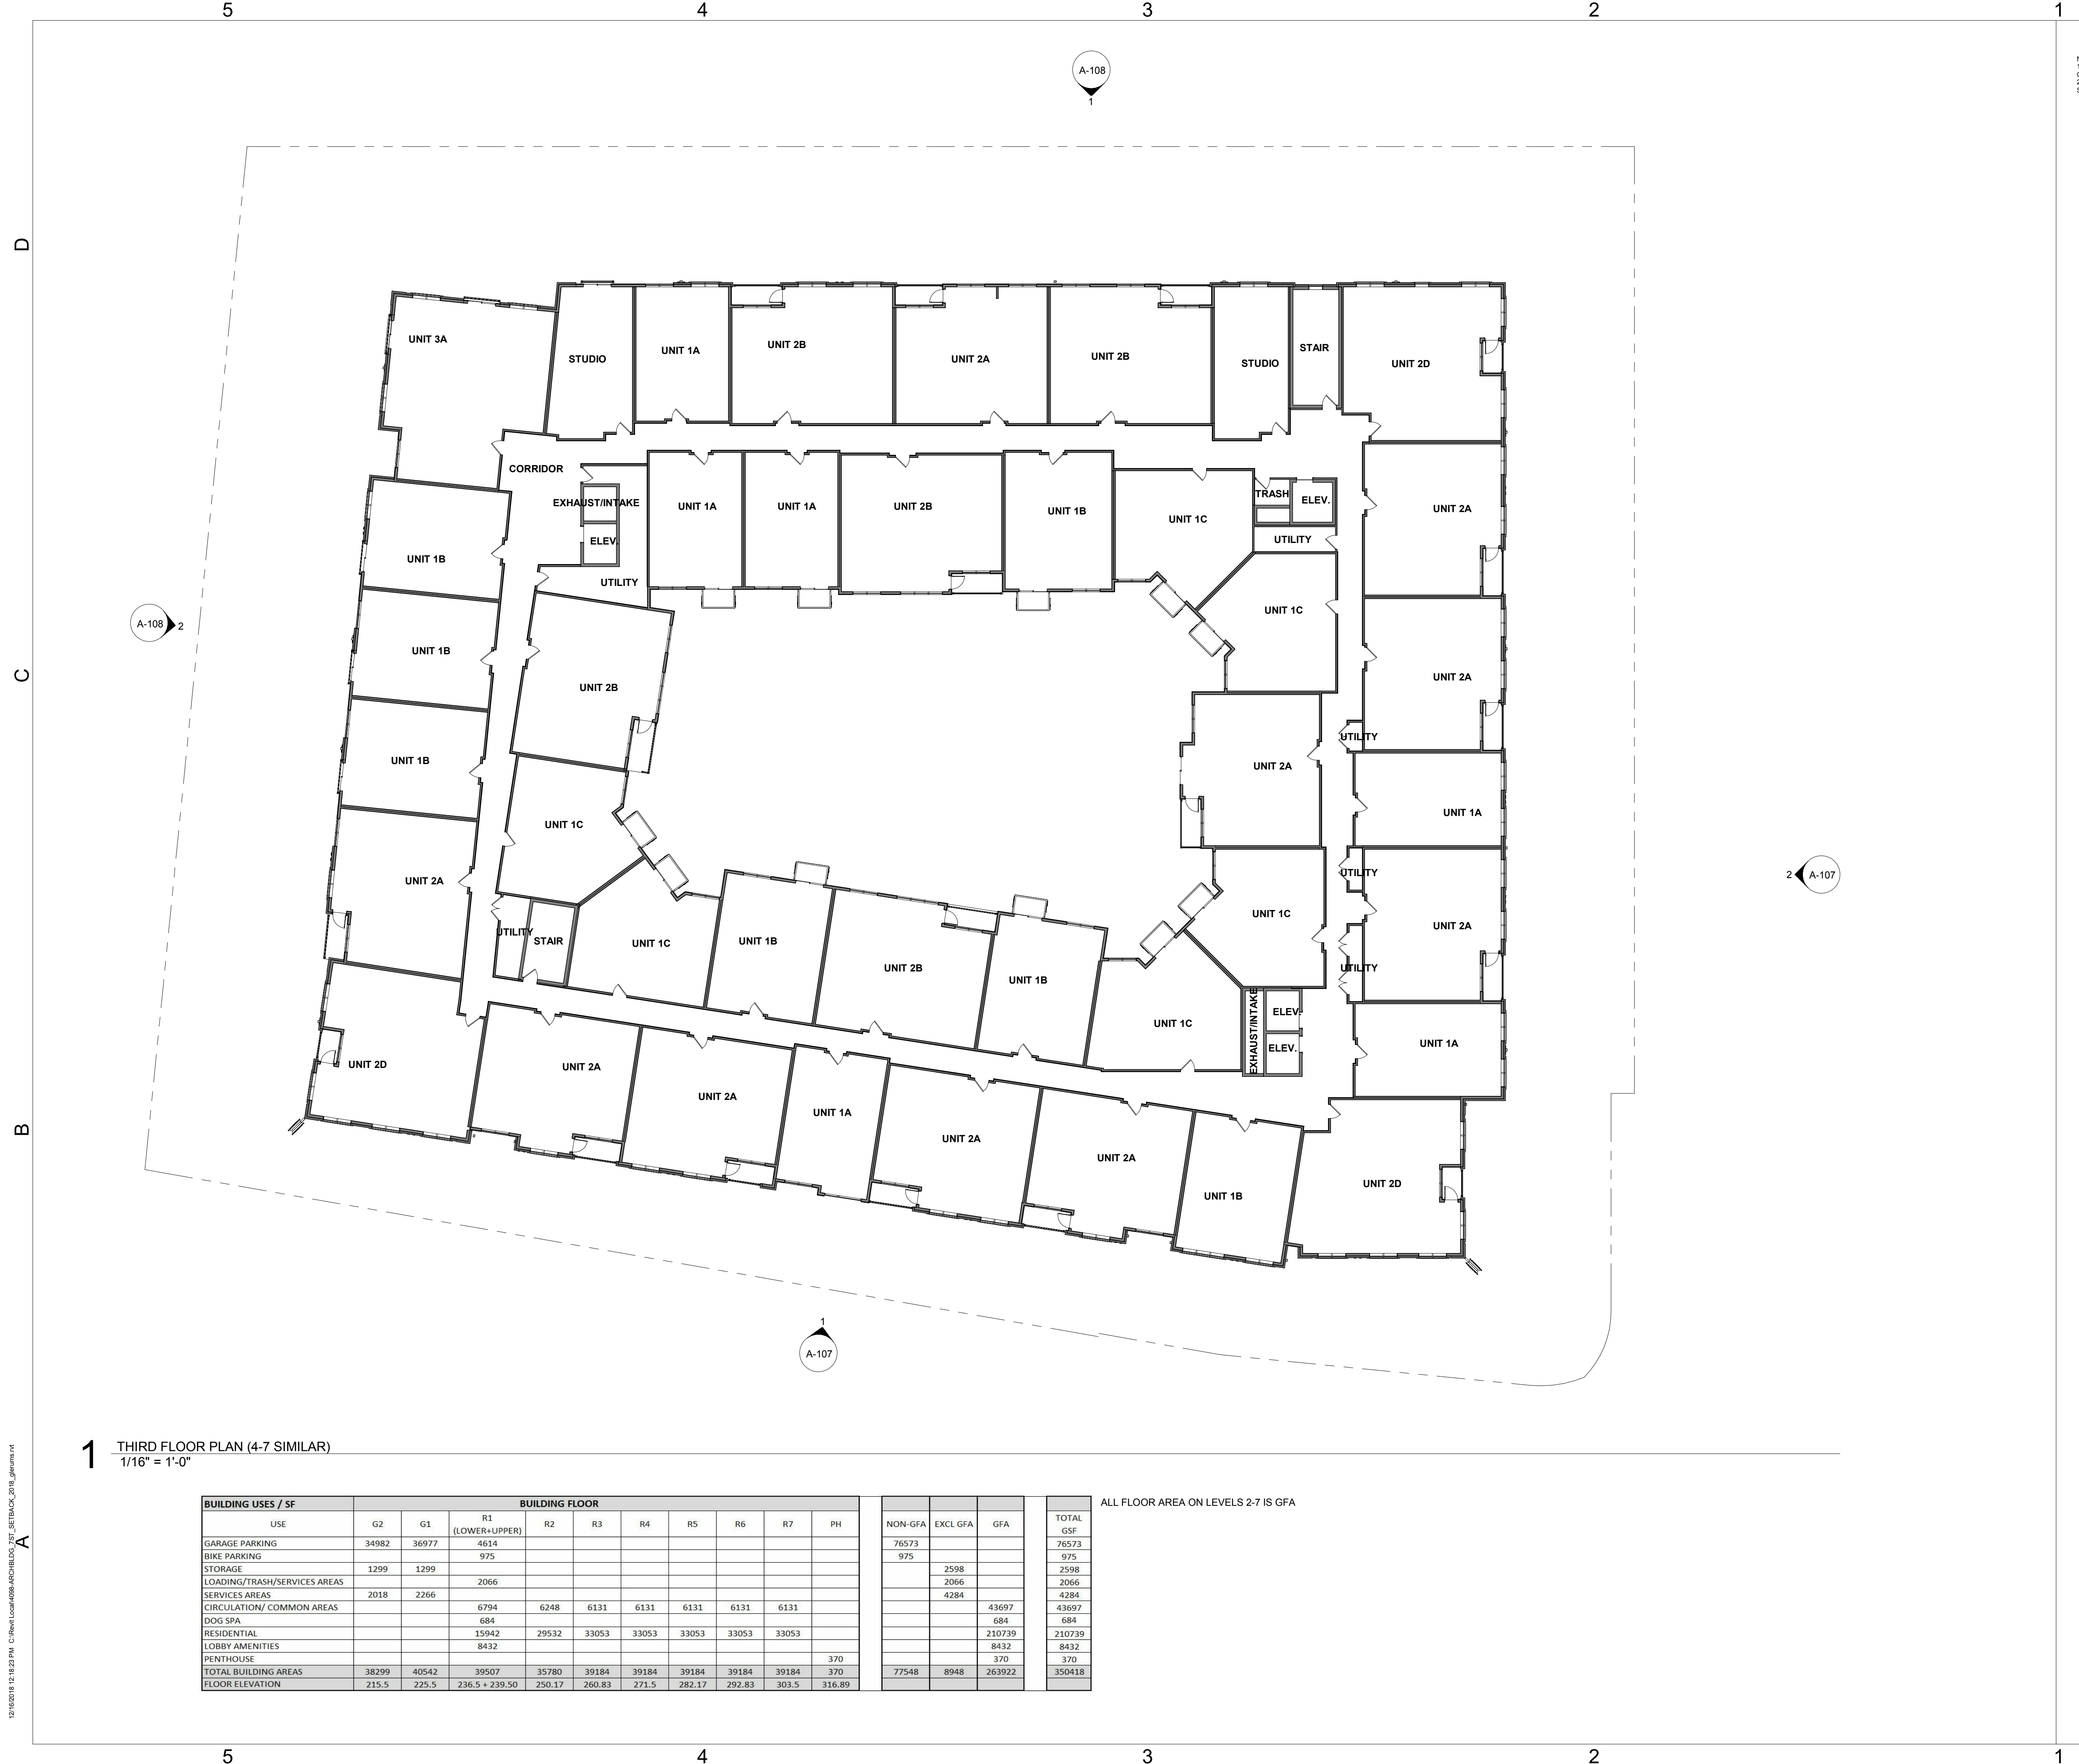 5 4 3 2 1
A-108
1
D
UNIT 3A
STUDIO
UNIT 1A
UNIT 2B
UNIT 2A
UNIT 2B
STUDIO
STAIR
UNIT 2D
CORRIDOR
EXHAUST/INTAKE
ELEV.
UTILITY
UNIT 1A
UNIT 1A
UNIT 2B
UNIT 1B
UNIT 1C
TRASH
ELEV.
UTILITY
UNIT 2A
UNIT 1B
UNIT 1C
A-108
2
C
UNIT 1B
UNIT 2B
UNIT 2A
UNIT 1B
UNIT 2A
UTILITY
UNIT 1C
UNIT 1A
UNIT 2A
UTILITY
2
A-107
UTILITY
STAIR
UNIT 1C
UNIT 1B
UNIT 2B
UNIT 1B
UNIT 1C
UNIT 2A
UTILITY
UNIT 1C
EXHAUST/INTAKE
ELEV.
ELEV.
UNIT 1A
UNIT 2D
UNIT 2A
UNIT 2A
UNIT 1A
UNIT 2A
UNIT 2A
UNIT 1B
UNIT 2D
B
1
A-107
1 THIRD FLOOR PLAN (4-7 SIMILAR)
1/16" = 1'-0"
BUILDING USES / SF BUILDING FLOOR
USE G2 G1 R1 (LOWER+UPPER) R2 R3 R4 R5 R6 R7 PH NON-GFA EXCL GFA GFA TOTAL GSF
GARAGE PARKING 34982 36977 4614 76573 76573
BIKE PARKING 975 975 975
STORAGE 1299 1299 2598 2598
LOADING/TRASH/SERVICES AREAS 2066 2066 2066
SERVICES AREAS 2018 2266 4284 4284
CIRCULATION/ COMMON AREAS 6794 6248 6131 6131 6131 6131 6131 43697 43697
DOG SPA 684 684 684
RESIDENTIAL 15942 29532 33053 33053 33053 33053 33053 210739 210739
LOBBY AMENITIES 8432 8432 8432
PENTHOUSE 370 370 370
TOTAL BUILDING AREAS 38299 40542 39507 35780 39184 39184 39184 39184 39184 370 77548 8948 263922 350418
FLOOR ELEVATION 215.5 225.5 236.5 + 239.50 250.17 260.83 271.5 282.17 292.83 303.5 316.89
ALL FLOOR AREA ON LEVELS 2-7 IS GFA
A
12/16/2018 12:18:23 PM C:\Revit Local\4098-ARCHBLDG_7ST_SETBACK_2018_glerums.rvt
5 4 3 2 1